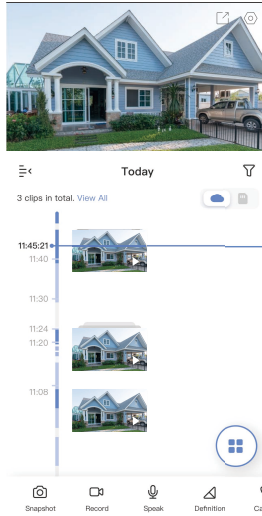 Today
3 clips in total. View All
11:45:21
11:40
11:30
11:24
11:20
11:08
Snapshot
Record
Speak
Definition
Ca